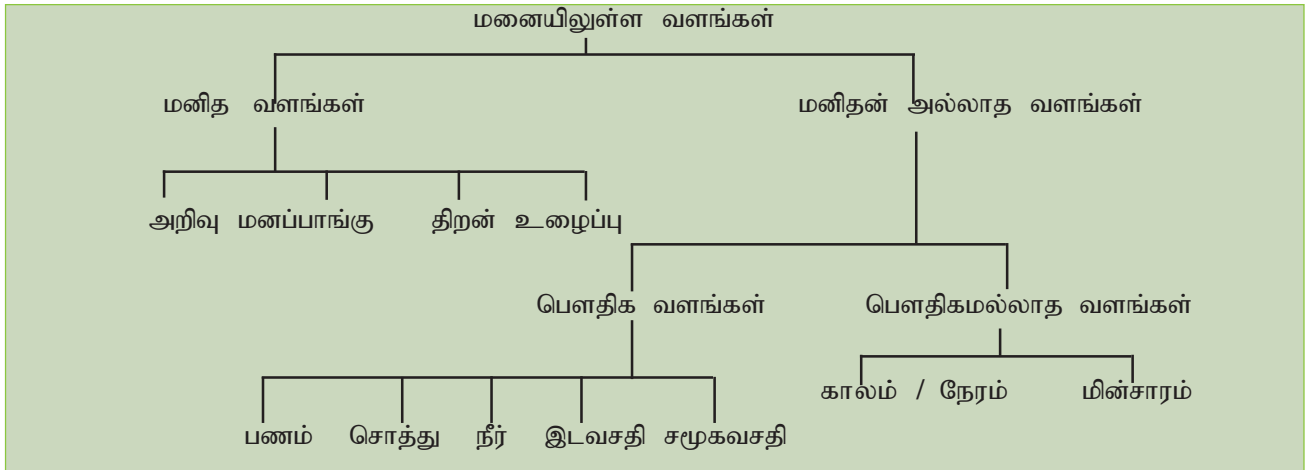 மனையிலுள்ள வளங்கள்
மனித வளங்கள் மனிதன் அல்லாத வளங்கள்
அறிவு மனப்பாங்கு திறன் உழைப்பு
பௌதிக வளங்கள் பௌதிகமல்லாத வளங்கள்
காலம் / நேரம் மின்சாரம்
பணம் சொத்து நீர் இடவசதி சமூகவசதி